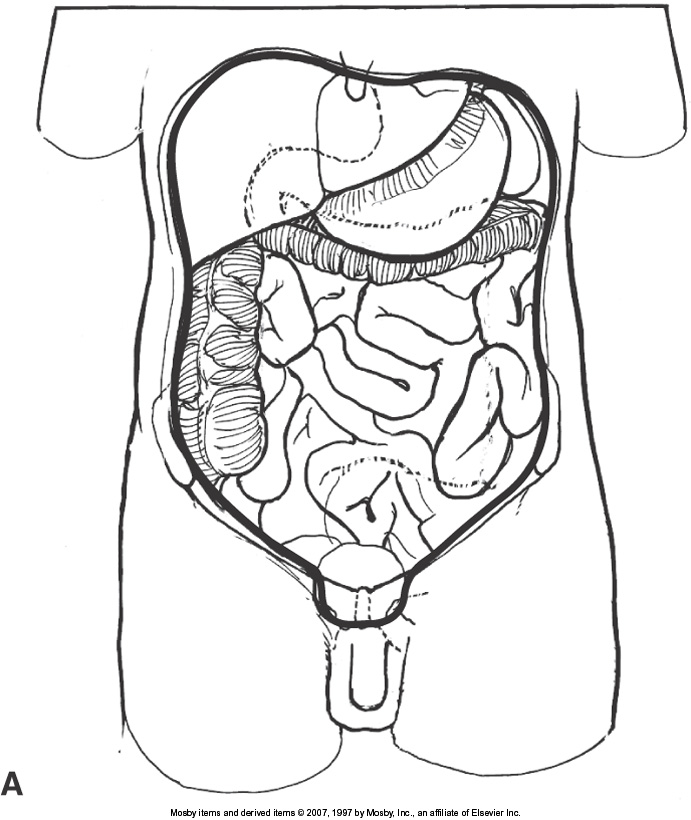 A
Mosby items and derived items © 2007, 1997 by Mosby, Inc., an affiliate of Elsevier Inc.